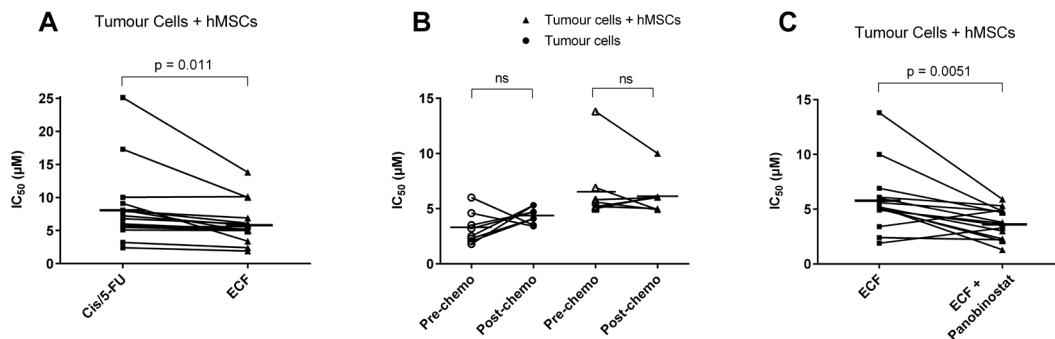 A
Tumour Cells + hMSCs
p = 0.011
IC50 (µM)
25
20
15
10
5
0
Cis/5-FU
ECF
B
Tumour cells + hMSCs
Tumour cells
ns
ns
IC50 (µM)
15
10
5
0
Pre-chemo
Post-chemo
Pre-chemo
Post-chemo
C
Tumour Cells + hMSCs
p = 0.0051
IC50 (µM)
15
10
5
0
ECF
ECF +
Panobinostat